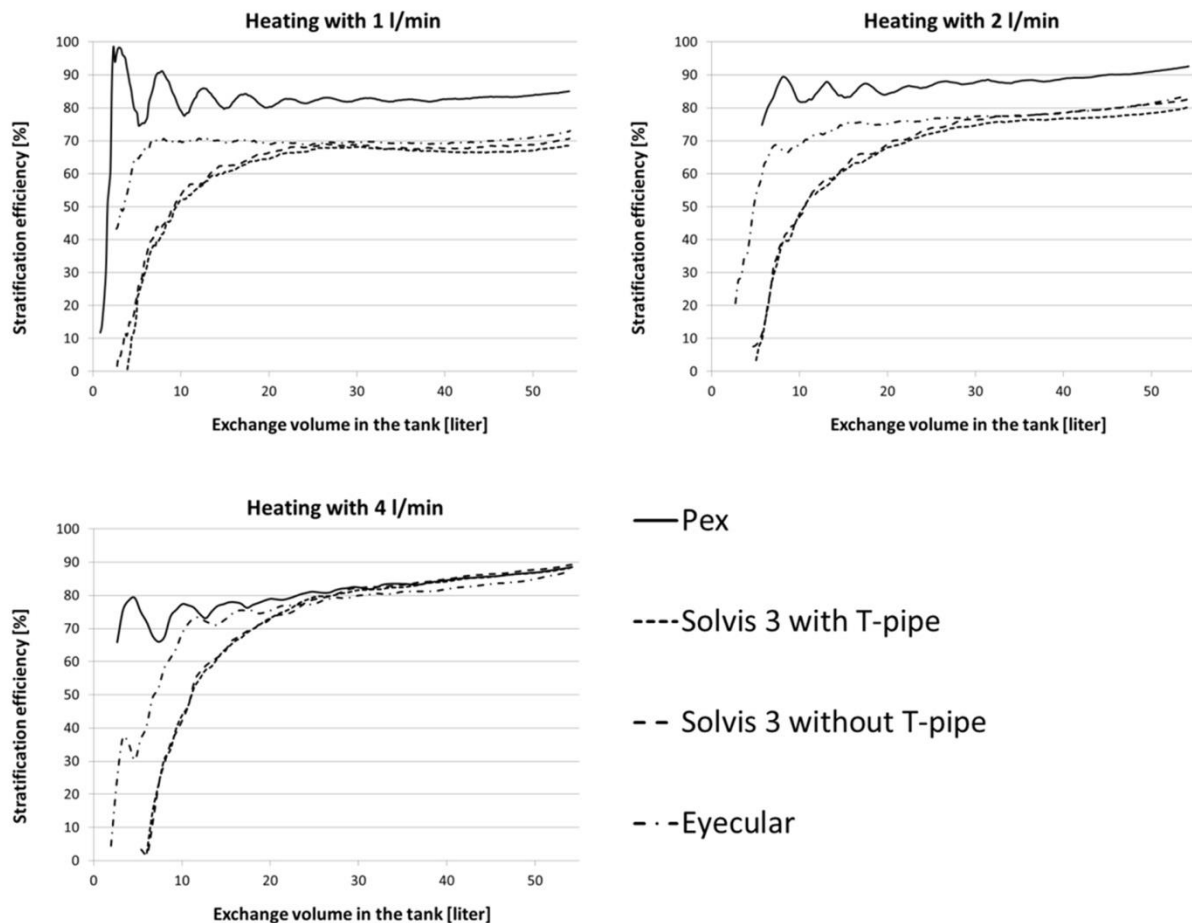 Heating with 1 l/min
Stratification efficiency [%]
100
90
80
70
60
50
40
30
20
10
0
0 10 20 30 40 50
Exchange volume in the tank [liter]
Heating with 2 l/min
Stratification efficiency [%]
100
90
80
70
60
50
40
30
20
10
0
0 10 20 30 40 50
Exchange volume in the tank [liter]
Heating with 4 l/min
Stratification efficiency [%]
100
90
80
70
60
50
40
30
20
10
0
0 10 20 30 40 50
Exchange volume in the tank [liter]
Pex
Solvis 3 with T-pipe
Solvis 3 without T-pipe
Eyecular